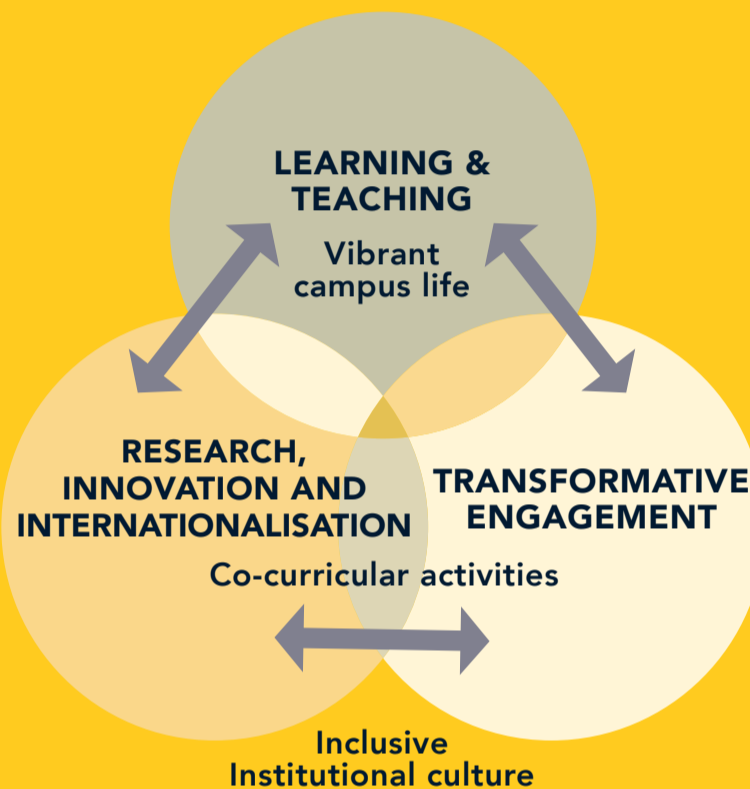 LEARNING &
TEACHING
Vibrant
campus life
RESEARCH,
INNOVATION AND
INTERNATIONALISATION
TRANSFORMATIVE
ENGAGEMENT
Co-curricular activities
Inclusive
Institutional culture